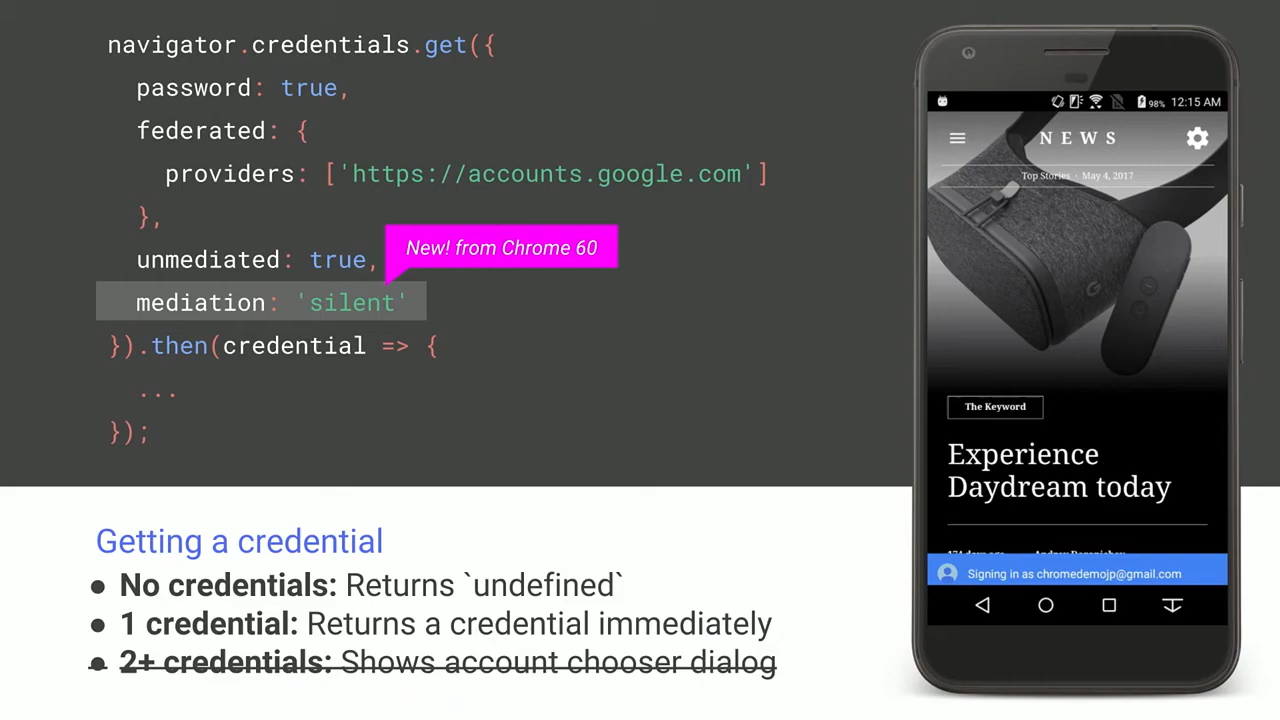 navigator.credentials.get({
password: true,
federated: {
providers: ['https://accounts.google.com']
},
unmediated: true,
New! from Chrome 60
mediation: 'silent'
}).then(credential => {
...
});
Getting a credential
● No credentials: Returns `undefined`
● 1 credential: Returns a credential immediately
● 2+ credentials: Shows account chooser dialog
98% 12:15 AM
NEWS
Top Stories • May 4, 2017
The Keyword
Experience
Daydream today
Signing in as chromedemojp@gmail.com